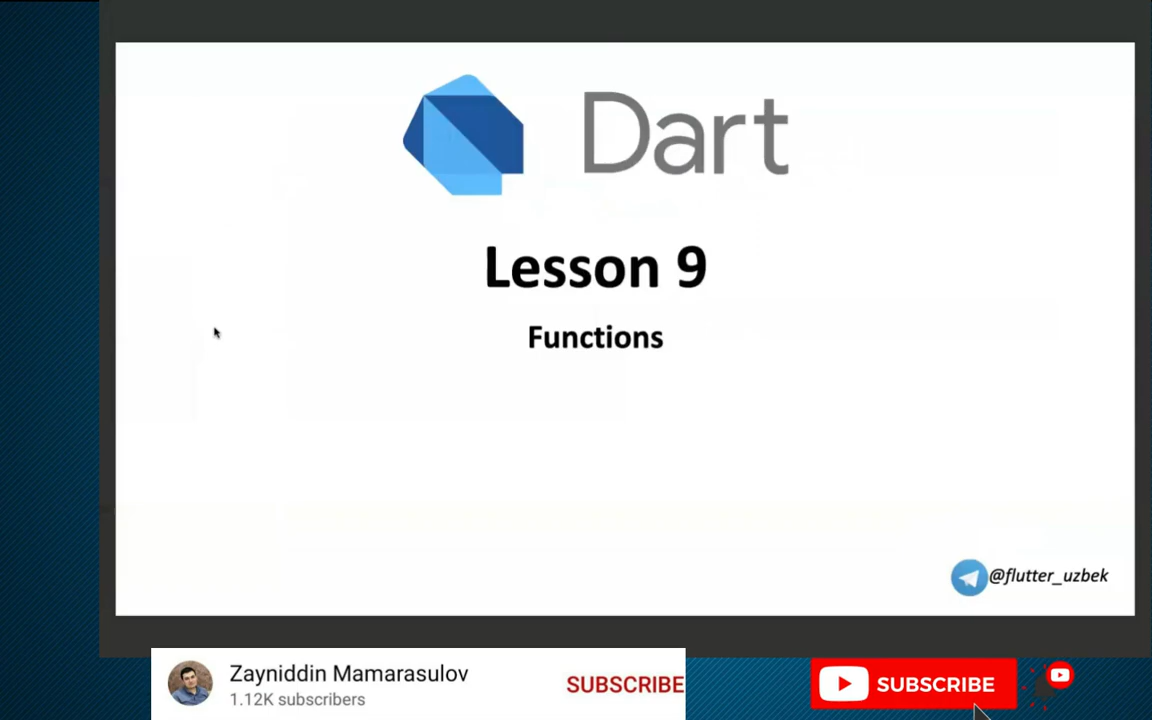 Dart
Lesson 9
Functions
@flutter_uzbek
Zayniddin Mamarasulov
1.12K subscribers
SUBSCRIBE
SUBSCRIBE